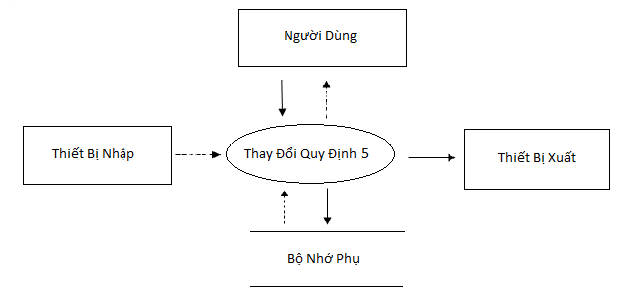 Người Dùng
Thiết Bị Nhập
Thay Đổi Quy Định 5
Thiết Bị Xuất
Bộ Nhớ Phụ